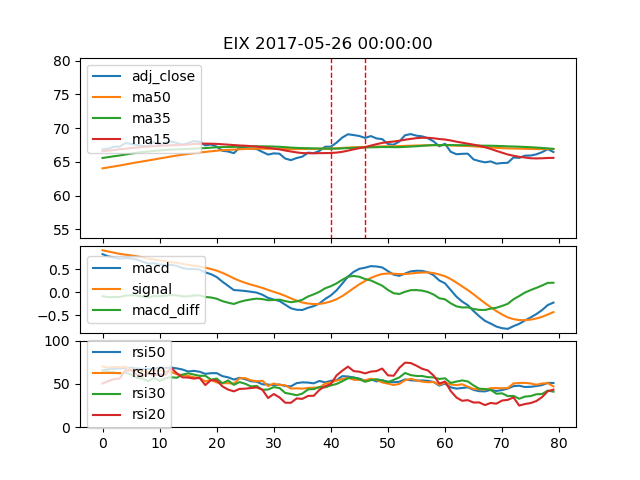 EIX 2017-05-26 00:00:00
80
75
70
65
60
55
adj_close
ma50
ma35
ma15
0.5
0.0
−0.5
macd
signal
macd_diff
100
50
0
rsi50
rsi40
rsi30
rsi20
0 10 20 30 40 50 60 70 80